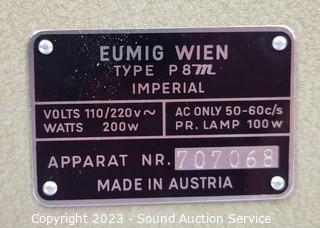 EUMIG WIEN
TYPE P8m
IMPERIAL
VOLTS 110/220v~
WATTS 200w
AC ONLY 50-60c/s
PR. LAMP 100w
APPARAT NR. 707068
MADE IN AUSTRIA
Copyright 2023 - Sound Auction Service